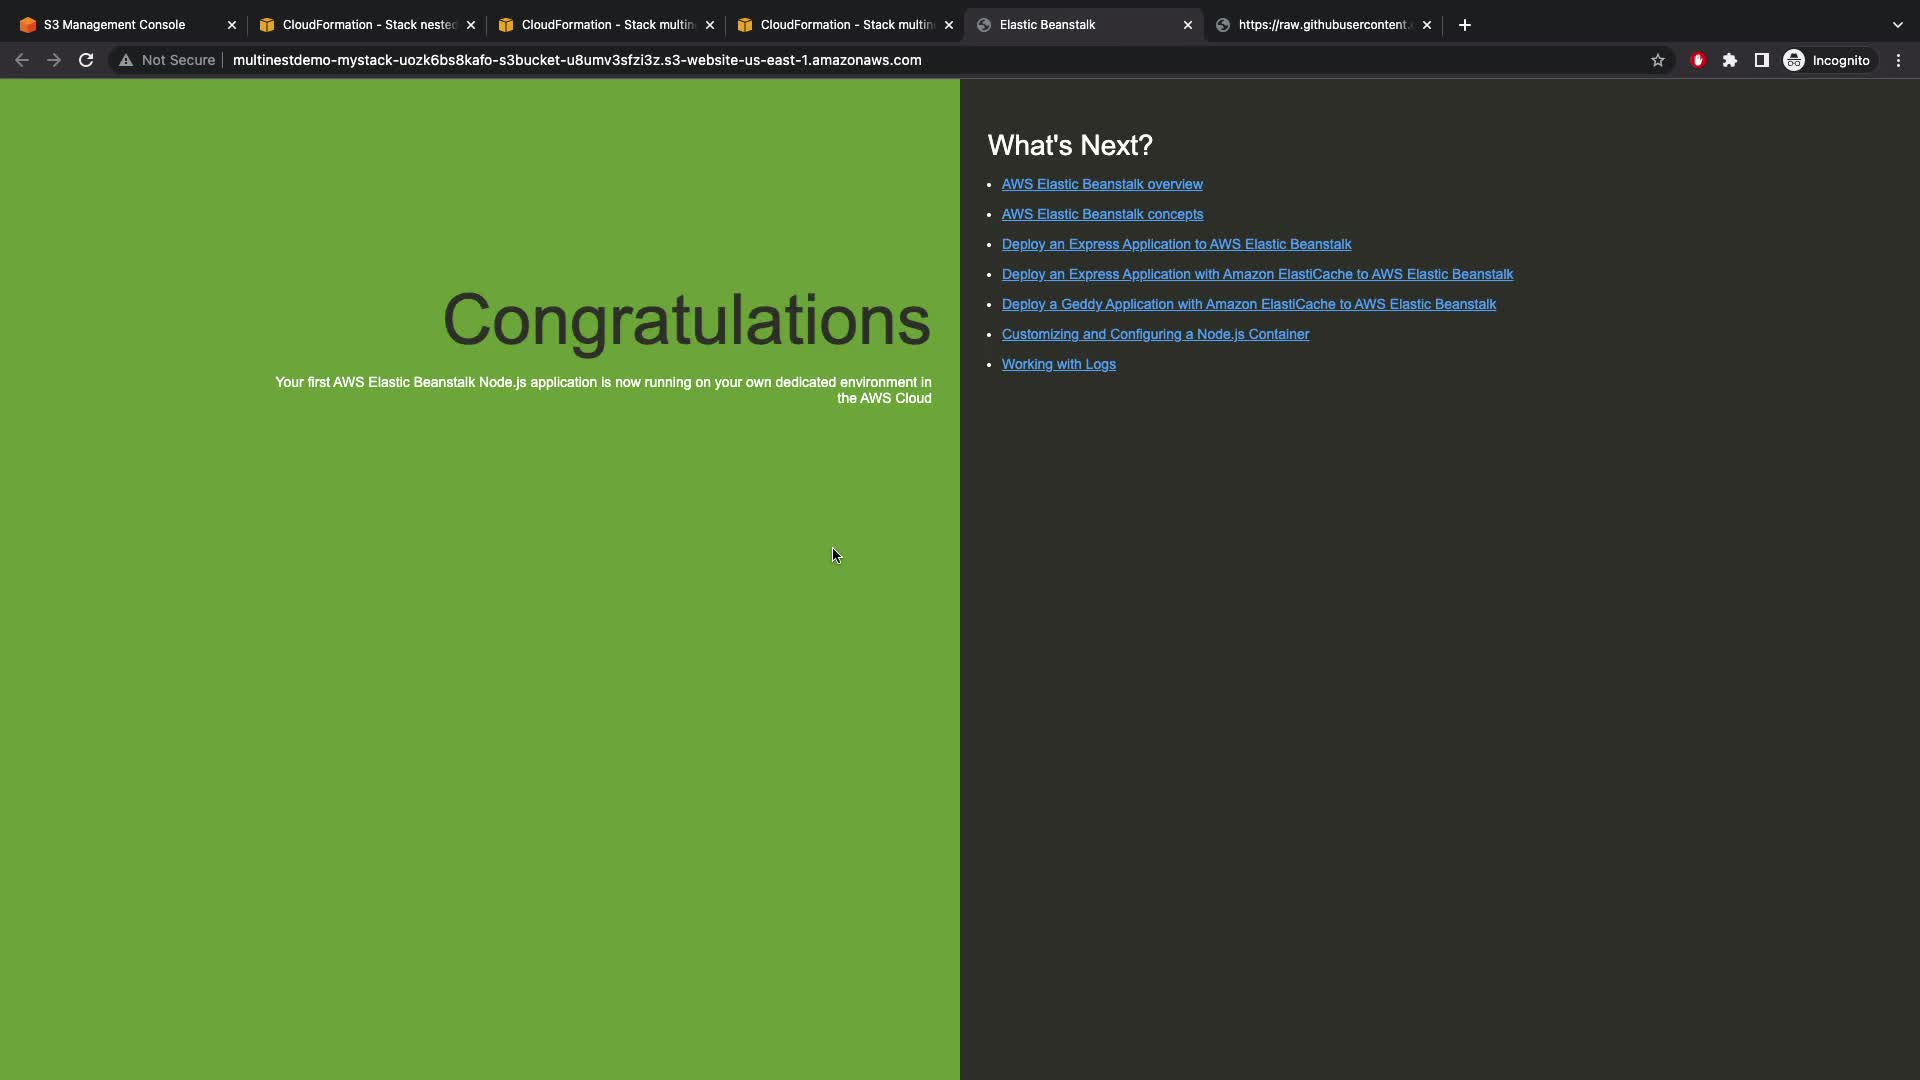 S3 Management Console
CloudFormation - Stack nested
CloudFormation - Stack multin
CloudFormation - Stack multin
Elastic Beanstalk
https://raw.githubusercontent.
Not Secure
multinestdemo-mystack-uozk6bs8kafo-s3bucket-u8umv3sfzi3z.s3-website-us-east-1.amazonaws.com
Incognito
Congratulations
Your first AWS Elastic Beanstalk Node.js application is now running on your own dedicated environment in
the AWS Cloud
What's Next?
AWS Elastic Beanstalk overview
AWS Elastic Beanstalk concepts
Deploy an Express Application to AWS Elastic Beanstalk
Deploy an Express Application with Amazon ElastiCache to AWS Elastic Beanstalk
Deploy a Geddy Application with Amazon ElastiCache to AWS Elastic Beanstalk
Customizing and Configuring a Node.js Container
Working with Logs